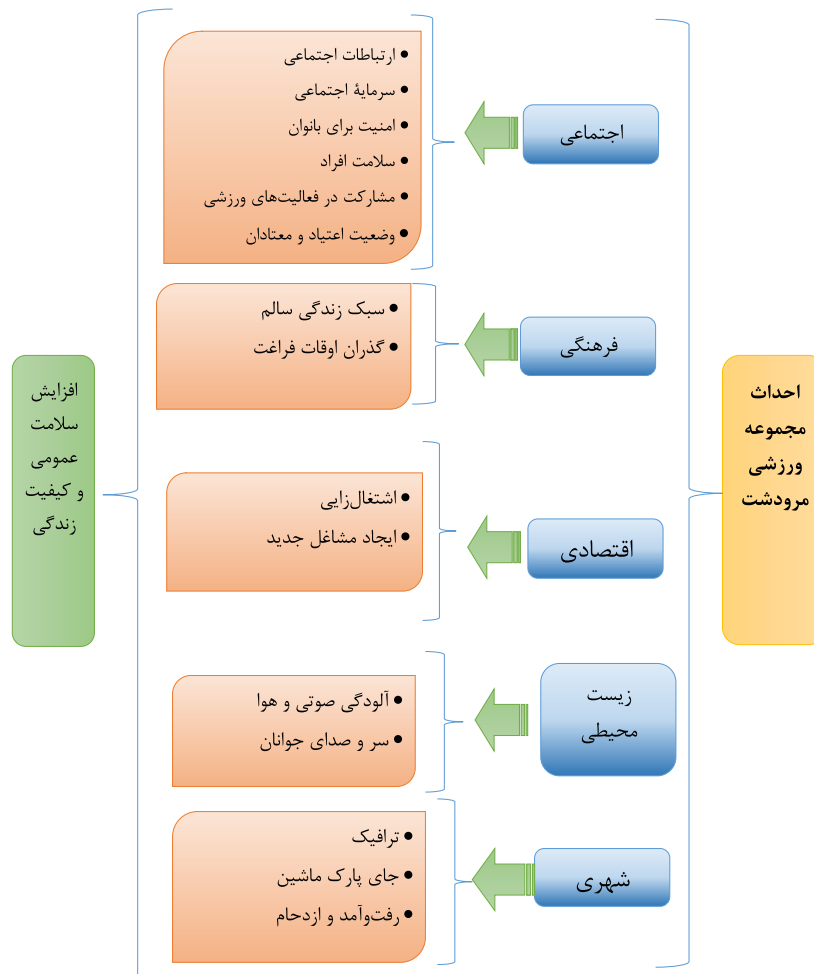 احداث
مجموعه
ورزشی
مرودشت
اجتماعی
• ارتباطات اجتماعی
• سرمایۀ اجتماعی
• امنیت برای بانوان
• سلامت افراد
• مشارکت در فعالیت‌های ورزشی
• وضعیت اعتیاد و معتادان
فرهنگی
• سبک زندگی سالم
• گذران اوقات فراغت
اقتصادی
• اشتغال‌زایی
• ایجاد مشاغل جدید
زیست
محیطی
• آلودگی صوتی و هوا
• سر و صدای جوانان
شهری
• ترافیک
• جای پارک ماشین
• رفت‌وآمد و ازدحام
افزایش
سلامت
عمومی
و کیفیت
زندگی